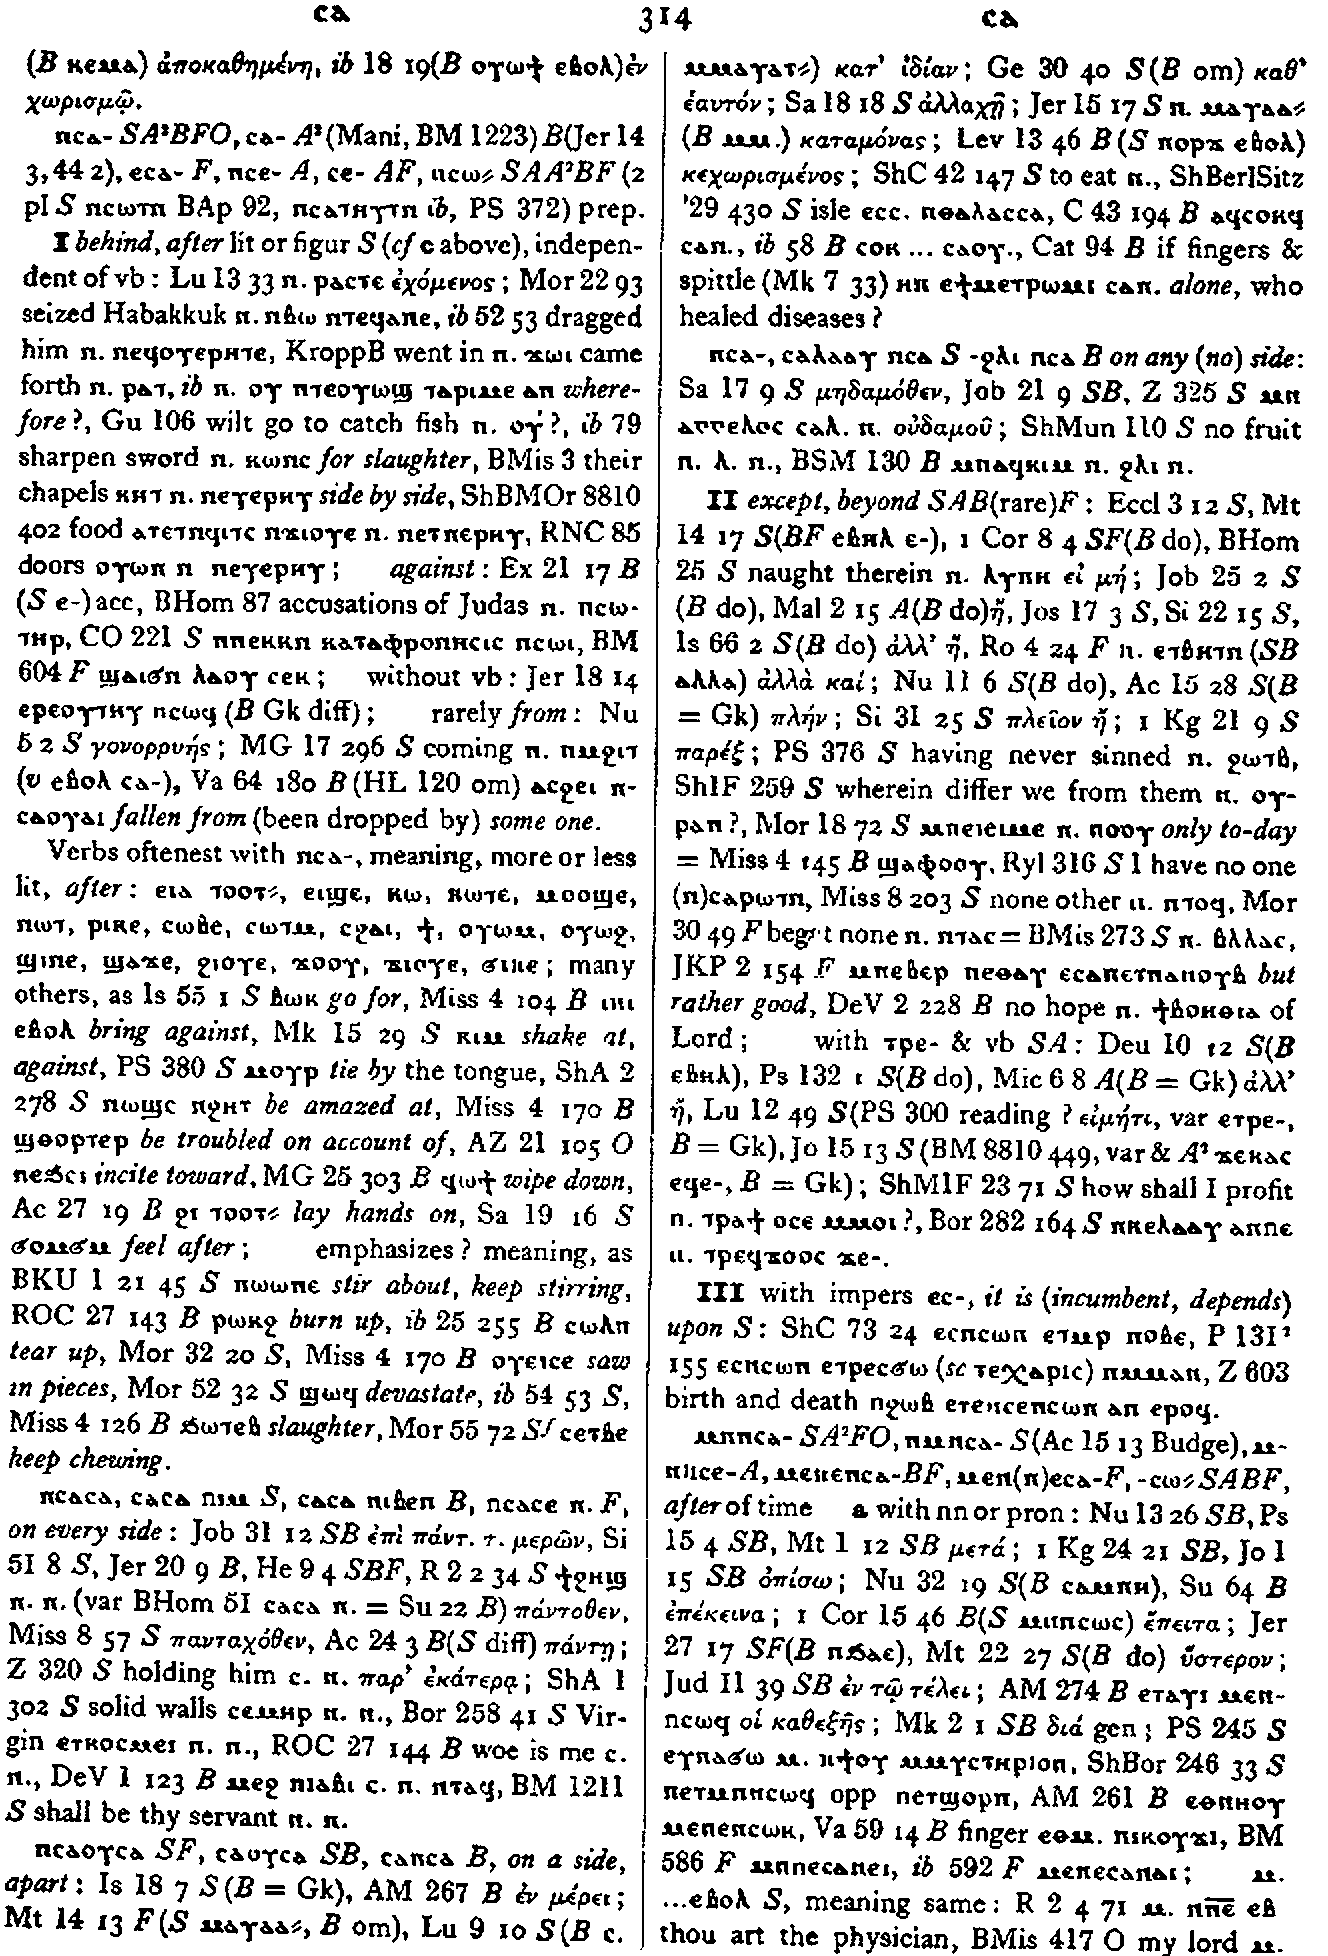 ⲥⲁ 314 ⲥⲁ
(B ⲕⲉⲙⲁ) ἀποκαθημένη, ib 18 19(B ⲟⲩⲱϯ ⲉⲃⲟⲗ)ἐν
χωρισμῷ.
ⲛⲥⲁ- SA²BFO, ⲥⲁ- A²(Mani, BM 1223) B(Jer 14
3, 44 2), ⲉⲥⲁ- F, ⲛⲥⲉ- A, ⲥⲉ- AF, ⲛⲥⲱ⸗ SAA²BF (2
pl S ⲛⲥⲱⲧⲛ BAp 92, ⲛⲥⲁⲧⲏⲩⲧⲛ ib, PS 372) prep.
I behind, after lit or figur S (cf c above), indepen-
dent of vb: Lu 13 33 ⲛ. ⲣⲁⲥⲧⲉ ἐχόμενος; Mor 22 93
seized Habakkuk ⲛ. ⲛⲃⲱ ⲛⲧⲉϥⲁⲡⲉ, ib 52 53 dragged
him ⲛ. ⲛⲉϥⲟⲩⲉⲣⲏⲧⲉ, KroppB went in ⲛ. ϫⲱⲓ came
forth ⲛ. ⲣⲁⲧ, ib ⲛ. ⲟⲩ ⲛⲧⲉⲟⲩⲱϣ ⲧⲁⲣⲓⲙⲉ ⲁⲛ where-
fore?, Gu 106 wilt go to catch fish ⲛ. ⲟⲩ?, ib 79
sharpen sword ⲛ. ⲕⲱⲛⲥ for slaughter, BMis 3 their
chapels ⲕⲏⲧ ⲛ. ⲛⲉⲩⲉⲣⲏⲩ side by side, ShBMOr 8810
402 food ⲁⲧⲉⲧⲛϥⲓⲧⲥ ⲛϫⲓⲟⲩⲉ ⲛ. ⲛⲉⲧⲛⲉⲣⲏⲩ, RNC 85
doors ⲟⲩⲱⲛ ⲛ ⲛⲉⲩⲉⲣⲏⲩ; against: Ex 21 17 B
(S ⲉ-) acc, BHom 87 accusations of Judas ⲛ. ⲡⲥⲱ-
ⲧⲏⲣ, CO 221 S ⲛⲛⲉⲕⲕⲛ ⲕⲁⲧⲁⲫⲣⲟⲛⲏⲥⲓⲥ ⲛⲥⲱⲓ, BM
604 F ϣⲁⲓϭⲛ ⲗⲁⲟⲩ ⲥⲉⲕ; without vb: Jer 18 14
ⲉⲣⲉⲟⲩⲧⲏⲩ ⲛⲥⲱϥ (B Gk diff); rarely from: Nu
5 2 S γονορρυής; MG 17 296 S coming ⲛ. ⲡⲙϩⲓⲧ
(v ⲉⲃⲟⲗ ⲥⲁ-), Va 64 180 B (HL 120 om) ⲁⲥϩⲉⲓ ⲛ-
ⲥⲁⲟⲩⲁⲓ fallen from (been dropped by) some one.
Verbs oftenest with ⲛⲥⲁ-, meaning, more or less
lit, after: ⲉⲓⲁ ⲧⲟⲟⲧ⸗, ⲉⲓϣⲉ, ⲕⲱ, ⲕⲱⲧⲉ, ⲙⲟⲟϣⲉ,
ⲡⲱⲧ, ⲣⲓⲕⲉ, ⲥⲱⲃⲉ, ⲥⲱⲧⲙ, ⲥϩⲁⲓ, ϯ, ⲟⲩⲱⲙ, ⲟⲩⲱϩ,
ϣⲓⲛⲉ, ϣⲁϫⲉ, ϩⲓⲟⲩⲉ, ϫⲟⲟⲩ, ϫⲓⲟⲩⲉ, ϭⲓⲛⲉ; many
others, as Is 55 1 S ⲃⲱⲕ go for, Miss 4 104 B ⲓⲛⲓ
ⲉⲃⲟⲗ bring against, Mk 15 29 S ⲕⲓⲙ shake at,
against, PS 380 S ⲙⲟⲩⲣ tie by the tongue, ShA 2
278 S ⲡⲱϣⲥ ⲛϩⲏⲧ be amazed at, Miss 4 170 B
ϣⲑⲟⲣⲧⲉⲣ be troubled on account of, AZ 21 105 O
ⲛⲉϩⲥⲓ incite toward, MG 25 303 B ϥⲱϯ wipe down,
Ac 27 19 B ϩⲓ ⲧⲟⲟⲧ⸗ lay hands on, Sa 19 16 S
ϭⲟⲙϭⲙ feel after; emphasizes? meaning, as
BKU 1 21 45 S ⲡⲱⲱⲛⲉ stir about, keep stirring,
ROC 27 143 B ⲣⲱⲕϩ burn up, ib 25 255 B ⲥⲱⲗⲡ
tear up, Mor 32 20 S, Miss 4 170 B ⲟⲩⲉⲓⲥⲉ saw
in pieces, Mor 52 32 S ϣⲱϥ devastate, ib 54 53 S,
Miss 4 126 B ϧⲱⲧⲉⲃ slaughter, Mor 55 72 Sᶠ ⲥⲉⲧⲃⲉ
keep chewing.
ⲛⲥⲁⲥⲁ, ⲥⲁⲥⲁ ⲛⲓⲙ S, ⲥⲁⲥⲁ ⲛⲓⲃⲉⲛ B, ⲛⲥⲁⲥⲉ ⲛ. F,
on every side: Job 31 12 SB ἐπὶ πάντ. τ. μερῶν, Si
51 8 S, Jer 20 9 B, He 9 4 SBF, R 2 2 34 S ϯϩⲏϣ
ⲛ. ⲛ. (var BHom 51 ⲥⲁⲥⲁ ⲛ. = Su 22 B) πάντοθεν,
Miss 8 57 S πανταχόθεν, Ac 24 3 B(S diff) πάντῃ;
Z 320 S holding him ⲥ. ⲛ. παρ’ ἑκάτερα; ShA 1
302 S solid walls ⲥⲉⲙⲏⲣ ⲛ. ⲛ., Bor 258 41 S Vir-
gin ⲉⲧⲕⲟⲥⲙⲉⲓ ⲛ. ⲛ., ROC 27 144 B woe is me ⲥ.
ⲛ., DeV 1 123 B ⲙⲉϩ ⲡⲓⲁⲃⲓ ⲥ. ⲛ. ⲛⲧⲁϥ, BM 1211
S shall be thy servant ⲛ. ⲛ.
ⲛⲥⲁⲟⲩⲥⲁ SF, ⲥⲁⲟⲩⲥⲁ SB, ⲥⲁⲡⲥⲁ B, on a side,
apart: Is 18 7 S (B = Gk), AM 267 B ἐν μέρει;
Mt 14 13 F (S ⲙⲁⲩⲁⲁ⸗, B om), Lu 9 10 S (B ⲥ.
ⲙⲙⲁⲩⲁⲧ⸗) κατ’ ἰδίαν; Ge 30 40 S (B om) καθ’
ἑαυτόν; Sa 18 18 S ἀλλαχῇ; Jer 15 17 S ⲛ. ⲙⲁⲩⲁⲁ⸗
(B ⲙⲙ.) καταμόνας; Lev 13 46 B (S ⲡⲟⲣϫ ⲉⲃⲟⲗ)
κεχωρισμένος; ShC 42 147 S to eat ⲛ., ShBerlSitz
’29 430 S isle ⲉⲥⲥ. ⲛⲑⲁⲗⲁⲥⲥⲁ, C 43 194 B ⲁϥⲥⲟⲕϥ
ⲥⲁⲡ., ib 58 B ⲥⲟⲕ ... ⲥⲁⲟⲩ., Cat 94 B if fingers &
spittle (Mk 7 33) ⲛⲛ ⲉϯⲙⲉⲧⲣⲱⲙⲓ ⲥⲁⲡ. alone, who
healed diseases?
ⲛⲥⲁ-, ⲥⲁⲗⲁⲁⲩ ⲛⲥⲁ S -ϩⲗⲓ ⲛⲥⲁ B on any (no) side:
Sa 17 9 S μηδαμόθεν, Job 21 9 SB, Z 325 S ⲙⲛ
ⲁⲅⲅⲉⲗⲟⲥ ⲥⲁⲗ. ⲛ. οὐδαμοῦ; ShMun 110 S no fruit
ⲛ. ⲗ. ⲛ., BSM 130 B ⲙⲡⲁϥⲕⲓⲙ ⲛ. ϩⲗⲓ ⲛ.
II except, beyond SAB(rare)F: Eccl 3 12 S, Mt
14 17 S(BF ⲉⲃⲏⲗ ⲉ-), 1 Cor 8 4 SF(B do), BHom
25 S naught therein ⲛ. ⲗⲩⲡⲏ εἰ μή; Job 25 2 S
(B do), Mal 2 15 A(B do)ἤ, Jos 17 3 S, Si 22 15 S,
Is 66 2 S(B do) ἀλλ’ ἤ, Ro 4 24 F ⲛ. ⲉⲧⲃⲏⲧⲛ (SB
ⲁⲗⲗⲁ) ἀλλὰ καί; Nu 11 6 S(B do), Ac 15 28 S(B
= Gk) πλήν; Si 31 25 S πλεῖον ἤ; 1 Kg 21 9 S
παρέξ; PS 376 S having never sinned ⲛ. ϩⲱⲧⲃ,
ShIF 259 S wherein differ we from them ⲛ. ⲟⲩ-
ⲣⲁⲛ?, Mor 18 72 S ⲙⲡⲉⲓⲉⲓⲙⲉ ⲛ. ⲡⲟⲟⲩ only to-day
= Miss 4 145 B ϣⲁⲫⲟⲟⲩ, Ryl 316 S I have no one
(ⲛ)ⲥⲁⲣⲱⲧⲛ, Miss 8 203 S none other ⲛ. ⲛⲧⲟϥ, Mor
30 49 F begat none ⲛ. ⲛⲧⲁⲥ = BMis 273 S ⲛ. ⲃⲗⲗⲁⲥ,
JKP 2 154 F ⲙⲡⲉⲃⲉⲣ ⲡⲉⲑⲁⲩ ⲉⲥⲁⲡⲉⲧⲛⲁⲛⲟⲩⲃ but
rather good, DeV 2 228 B no hope ⲛ. ϯⲃⲟⲏⲑⲓⲁ of
Lord; with ⲧⲣⲉ- & vb SA: Deu 10 12 S(B
ⲉⲃⲏⲗ), Ps 132 1 S(B do), Mic 6 8 A(B = Gk) ἀλλ’
ἤ, Lu 12 49 S(PS 300 reading ? εἰμήτι, var ⲉⲧⲣⲉ-,
B = Gk), Jo 15 13 S (BM 8810 449, var & A² ϫⲉⲕⲁⲥ
ⲉϥⲉ-, B = Gk); ShMIF 23 71 S how shall I profit
ⲛ. ⲧⲣⲁϯ ⲟⲥⲉ ⲙⲙⲟⲓ?, Bor 282 164 S ⲛⲕⲉⲗⲁⲁⲩ ⲁⲛⲡⲉ
ⲛ. ⲧⲣⲉϥϫⲟⲟⲥ ϫⲉ-.
III with impers ⲉⲥ-, it is (incumbent, depends)
upon S: ShC 73 24 ⲉⲥⲛⲥⲱⲛ ⲉⲧⲙⲣ ⲛⲟⲃⲉ, P 131²
155 ⲉⲥⲛⲥⲱⲛ ⲉⲧⲣⲉⲥϭⲱ (sc ⲧⲉⲭⲁⲣⲓⲥ) ⲛⲙⲙⲁⲛ, Z 603
birth and death ⲛϩⲱⲃ ⲉⲧⲉⲛⲥⲉⲛⲥⲱⲛ ⲁⲛ ⲉⲣⲟϥ.
ⲙⲛⲛⲥⲁ- SA²FO, ⲛⲙⲛⲥⲁ- S(Ac 15 13 Budge), ⲙ-
ⲛⲛⲥⲉ-A, ⲙⲉⲛⲉⲛⲥⲁ-BF, ⲙⲉⲛ(ⲛ)ⲉⲥⲁ-F, -ⲥⲱ⸗ SABF,
after of time a with nn or pron: Nu 13 26 SB, Ps
15 4 SB, Mt 1 12 SB μετά; 1 Kg 24 21 SB, Jo 1
15 SB ὀπίσω; Nu 32 19 S(B ⲥⲁⲙⲛⲏ), Su 64 B
ἐπέκεινα; 1 Cor 15 46 B(S ⲙⲛⲛⲥⲱⲥ) ἔπειτα; Jer
27 17 SF(B ⲛϧⲁⲉ), Mt 22 27 S(B do) ὕστερον;
Jud 11 39 SB ἐν τῷ τέλει; AM 274 B ⲉⲧⲁⲩⲓ ⲙⲉⲛ-
ⲛⲥⲱϥ οἱ καθεξῆς; Mk 2 1 SB διά gen; PS 245 S
ⲉⲩⲛⲁϭⲱ ⲙ. ⲡϯⲟⲩ ⲙⲙⲩⲥⲧⲏⲣⲓⲟⲛ, ShBor 246 33 S
ⲡⲉⲧⲙⲛⲛⲥⲱϥ opp ⲡⲉⲧϣⲟⲣⲡ, AM 261 B ⲉⲑⲛⲏⲟⲩ
ⲙⲉⲛⲉⲛⲥⲱⲕ, Va 59 14 B finger ⲉⲑⲙ. ⲡⲓⲕⲟⲩϫⲓ, BM
586 F ⲙⲛⲛⲉⲥⲁⲛⲉⲓ, ib 592 F ⲙⲉⲛⲉⲥⲁⲛⲁⲓ; ⲙ.
...ⲉⲃⲟⲗ S, meaning same: R 2 4 71 ⲙ. ⲡⲛⲉ̅ ⲉⲃ
thou art the physician, BMis 417 O my lord ⲙ.